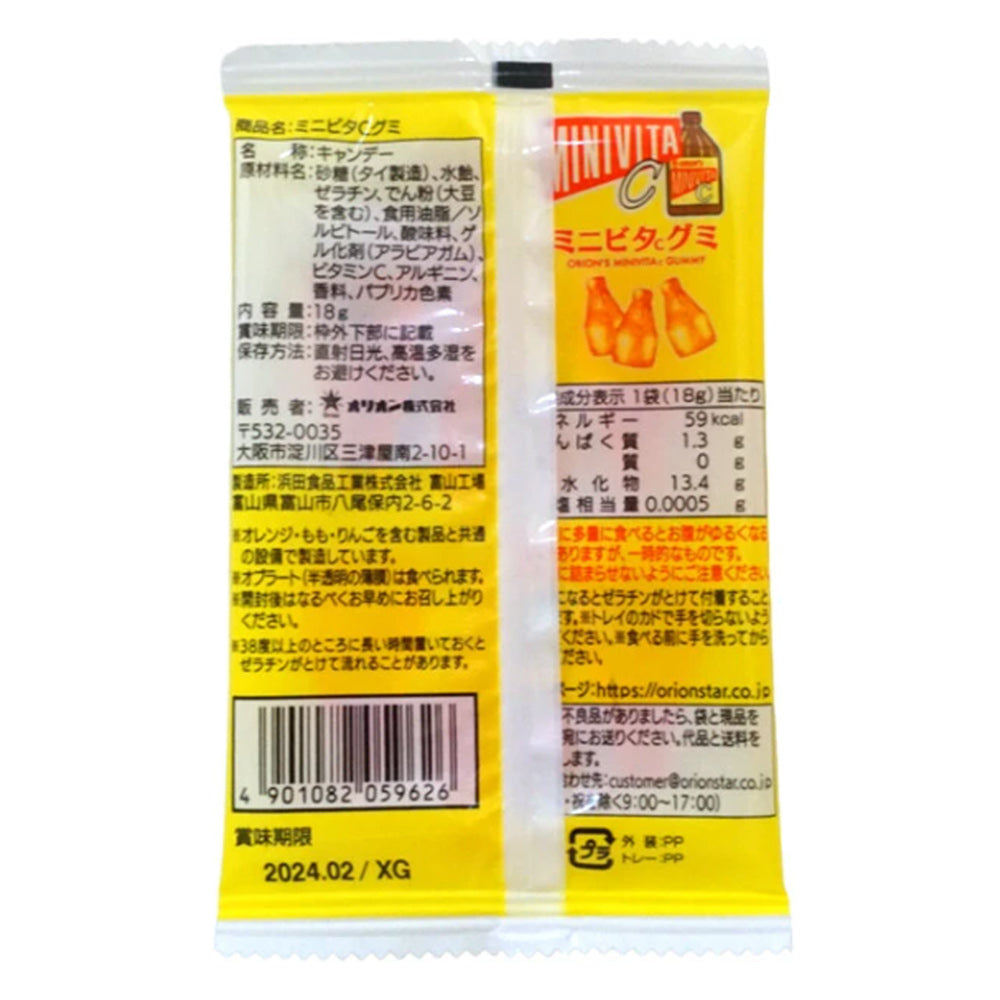 商品名:ミニビタCグミ
名 称:キャンデー
原材料名:砂糖(タイ製造)、水飴、
ゼラチン、でん粉(大豆
を含む)、食用油脂/ソ
ルビトール、酸味料、ゲ
ル化剤(アラビアガム)、
ビタミンC、アルギニン、
香料、パプリカ色素
内容量:18g
賞味期限:枠外下部に記載
保存方法:直射日光、高温多湿を
お避けください。
販売者:オリオン株式会社
〒532-0035
大阪市淀川区三津屋南2-10-1
製造所:浜田食品工業株式会社 富山工場
富山県富山市八尾保内2-6-2
※オレンジ・もも・りんごを含む製品と共通
の設備で製造しています。
※オブラート(半透明の薄膜)は食べられます。
※開封後はなるべくお早めにお召し上がり
ください。
※38度以上のところに長い時間置いておくと
ゼラチンがとけて流れることがあります。
4 901082 059626
賞味期限
2024.02/XG
MINIVITA
C
MINIVITA
C
ミニビタCグミ
ORION'S MINIVITAC GUMMY
成分表示 1袋(18g)当たり
ネルギー 59kcal
んぱく質 1.3 g
質 0 g
水化物 13.4 g
塩相当量 0.0005 g
に多量に食べるとお腹がゆるくなる
ありますが、一時的なものです。
に詰まらせないようにご注意ください。
になるとゼラチンがとけて付着すること
ます。※トレイのカドで手を切らないよう
ください。※食べる前に手を洗ってから
ださい。
ページ:https://orionstar.co.jp
不良品がありましたら、袋と現品を
宛にお送りください。代品と送料を
します。
合わせ先:customer@orionstar.co.jp
・祝を除く9:00～17:00)
プラ
外装:PP
トレー:PP